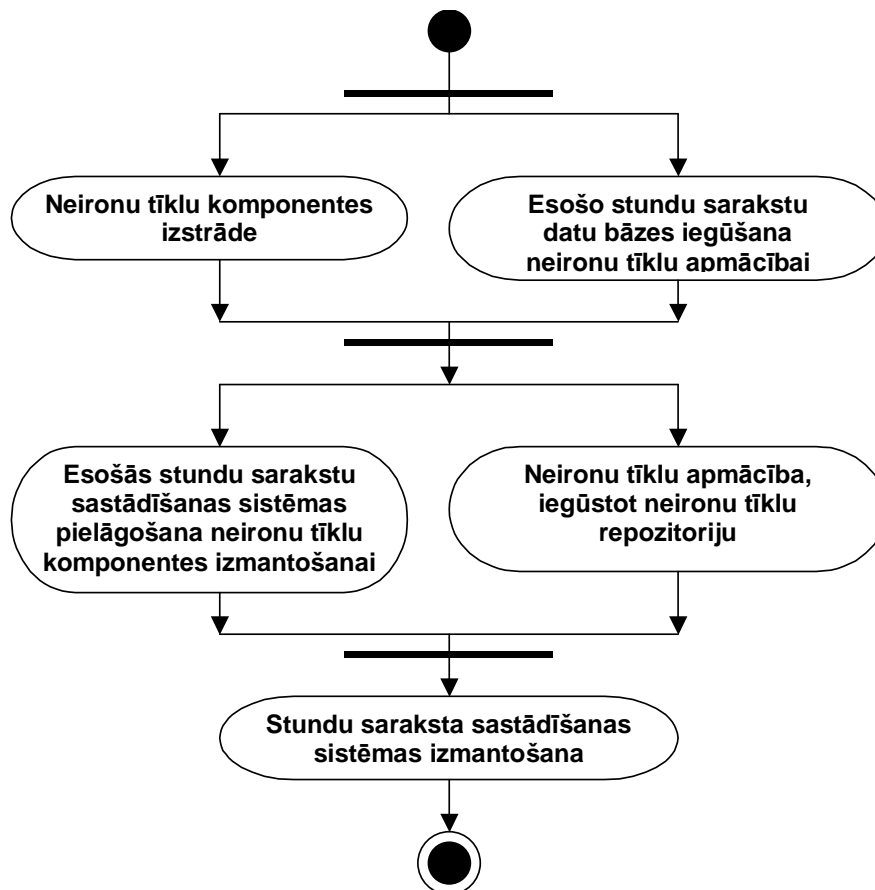 Neironu tīklu komponentes
izstrāde
Esošo stundu sarakstu
datu bāzes iegūšana
neironu tīklu apmācībai
Esošās stundu sarakstu
sastādīšanas sistēmas
pielāgošana neironu tīklu
komponentes izmantošanai
Neironu tīklu apmācība,
iegūstot neironu tīklu
repozitoriju
Stundu saraksta sastādīšanas
sistēmas izmantošana